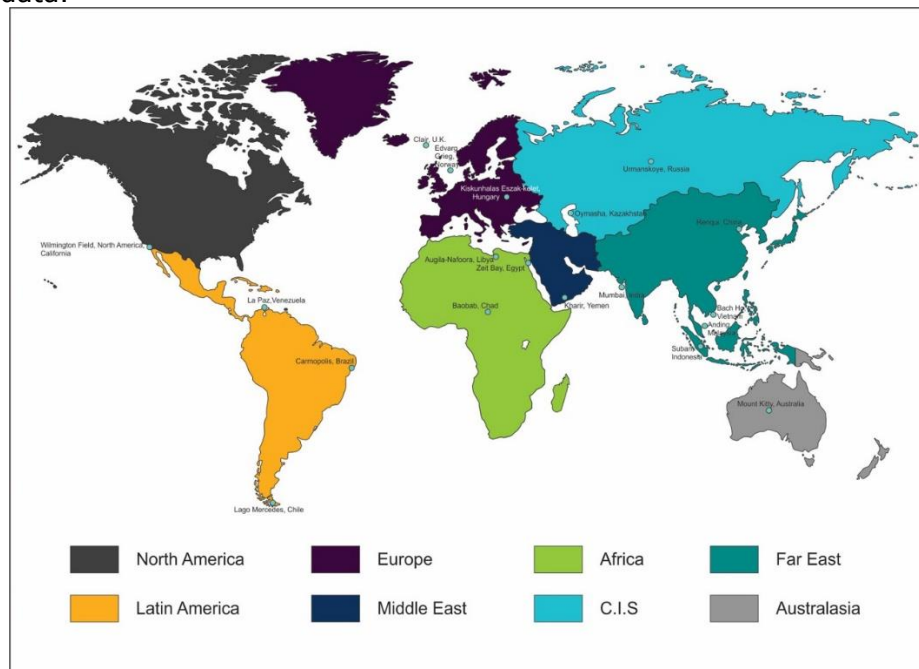 data.
Clair, U.K.
Edvard
Grieg,
Norway
Kiskunhalas Eszak-kelet,
Hungary
Urmanskoye, Russia
Oymasha, Kazakhstan
Renqiu, China
Wilmington Field, North America,
California
Augila-Nafoora, Libya
Zeit Bay, Egypt
La Paz,Venezuela
Baobab, Chad
Kharir, Yemen
Mumbai, India
Bach Ho,
Vietnam
Anding
Suban,
Indonesia
Carmopolis, Brazil
Mount Kitty, Australia
Lago Mercedes, Chile
North America
Europe
Africa
Far East
Latin America
Middle East
C.I.S
Australasia